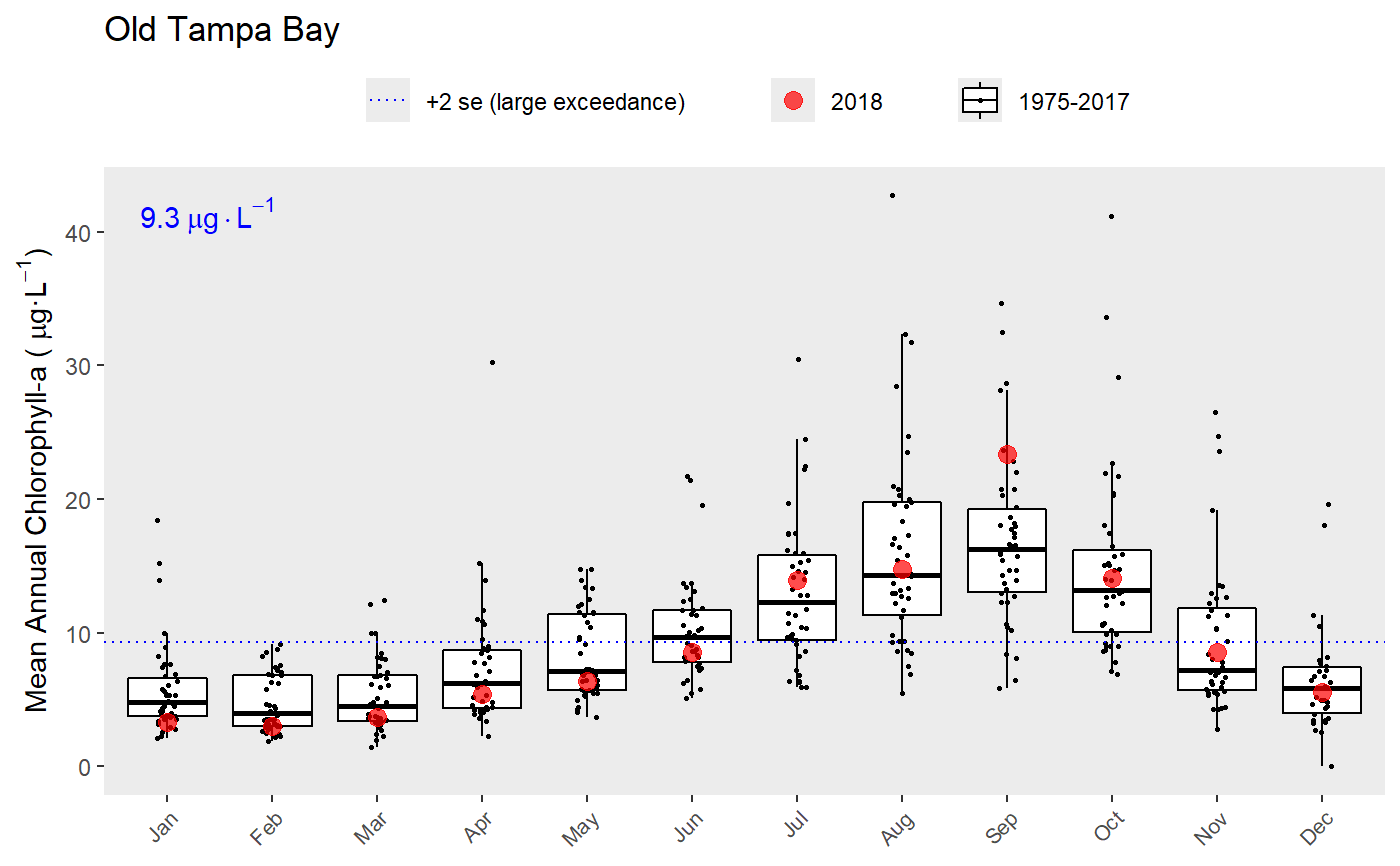 Old Tampa Bay
+2 se (large exceedance) 2018 1975-2017
9.3 μg·L⁻¹
Mean Annual Chlorophyll-a ( μg·L⁻¹)
40
30
20
10
0
Jan Feb Mar Apr May Jun Jul Aug Sep Oct Nov Dec